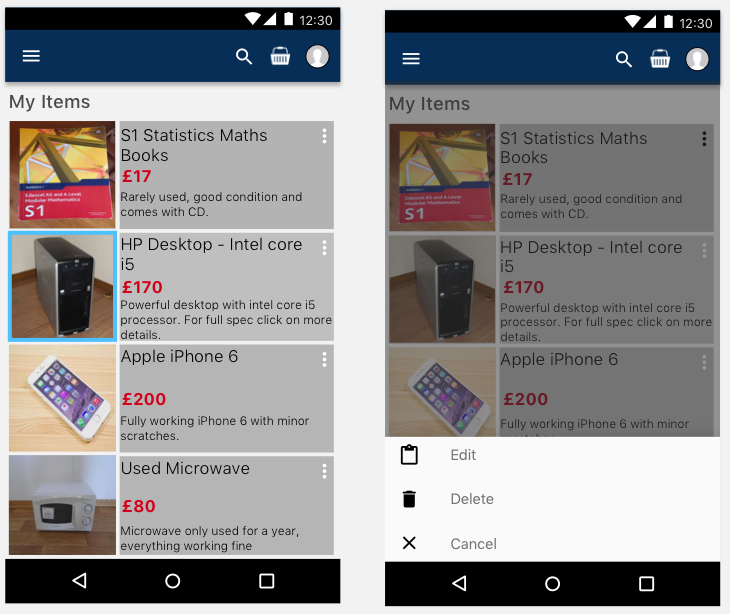 12:30
My Items
Edexcel AS and A Level
Modular Mathematics
S1
S1 Statistics Maths
Books
£17
Rarely used, good condition and
comes with CD.
HP Desktop - Intel core
i5
£170
Powerful desktop with intel core i5
processor. For full spec click on more
details.
Apple iPhone 6
£200
Fully working iPhone 6 with minor
scratches.
Used Microwave
£80
Microwave only used for a year,
everything working fine
12:30
My Items
Edexcel AS and A Level
Modular Mathematics
S1
S1 Statistics Maths
Books
£17
Rarely used, good condition and
comes with CD.
HP Desktop - Intel core
i5
£170
Powerful desktop with intel core i5
processor. For full spec click on more
details.
Apple iPhone 6
£200
Fully working iPhone 6 with minor
Edit
Delete
Cancel